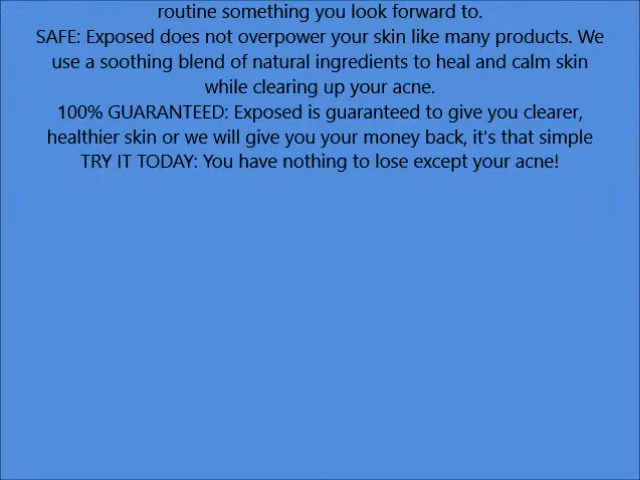 routine something you look forward to.
SAFE: Exposed does not overpower your skin like many products. We
use a soothing blend of natural ingredients to heal and calm skin
while clearing up your acne.
100% GUARANTEED: Exposed is guaranteed to give you clearer,
healthier skin or we will give you your money back, it's that simple
TRY IT TODAY: You have nothing to lose except your acne!